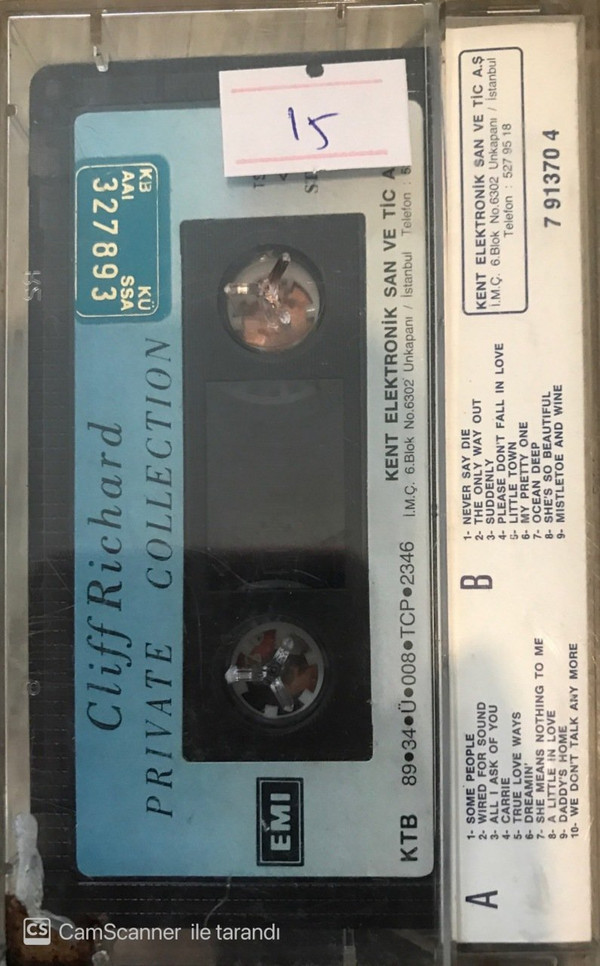 15
KB
AAI
327893
KÜ
SSA
Cliff Richard
PRIVATE COLLECTION
EMI
KENT ELEKTRONİK SAN VE TİC A
İ.M.Ç. 6.Blok No.6302 Unkapanı / İstanbul Telefon : 5
KTB 89•34•Ü•008•TCP•2346
A
1- SOME PEOPLE
2- WIRED FOR SOUND
3- ALL I ASK OF YOU
4- CARRIE
5- TRUE LOVE WAYS
6- DREAMIN'
7- SHE MEANS NOTHING TO ME
8- A LITTLE IN LOVE
9- DADDY'S HOME
10- WE DON'T TALK ANY MORE
B
1- NEVER SAY DIE
2- THE ONLY WAY OUT
3- SUDDENLY
4- PLEASE DON'T FALL IN LOVE
5- LITTLE TOWN
6- MY PRETTY ONE
7- OCEAN DEEP
8- SHE'S SO BEAUTIFUL
9- MISTLETOE AND WINE
KENT ELEKTRONİK SAN VE TİC A.Ş
İ.M.Ç. 6.Blok No.6302 Unkapanı / İstanbul
Telefon : 527 95 18
7 91370 4
CS CamScanner ile tarandı